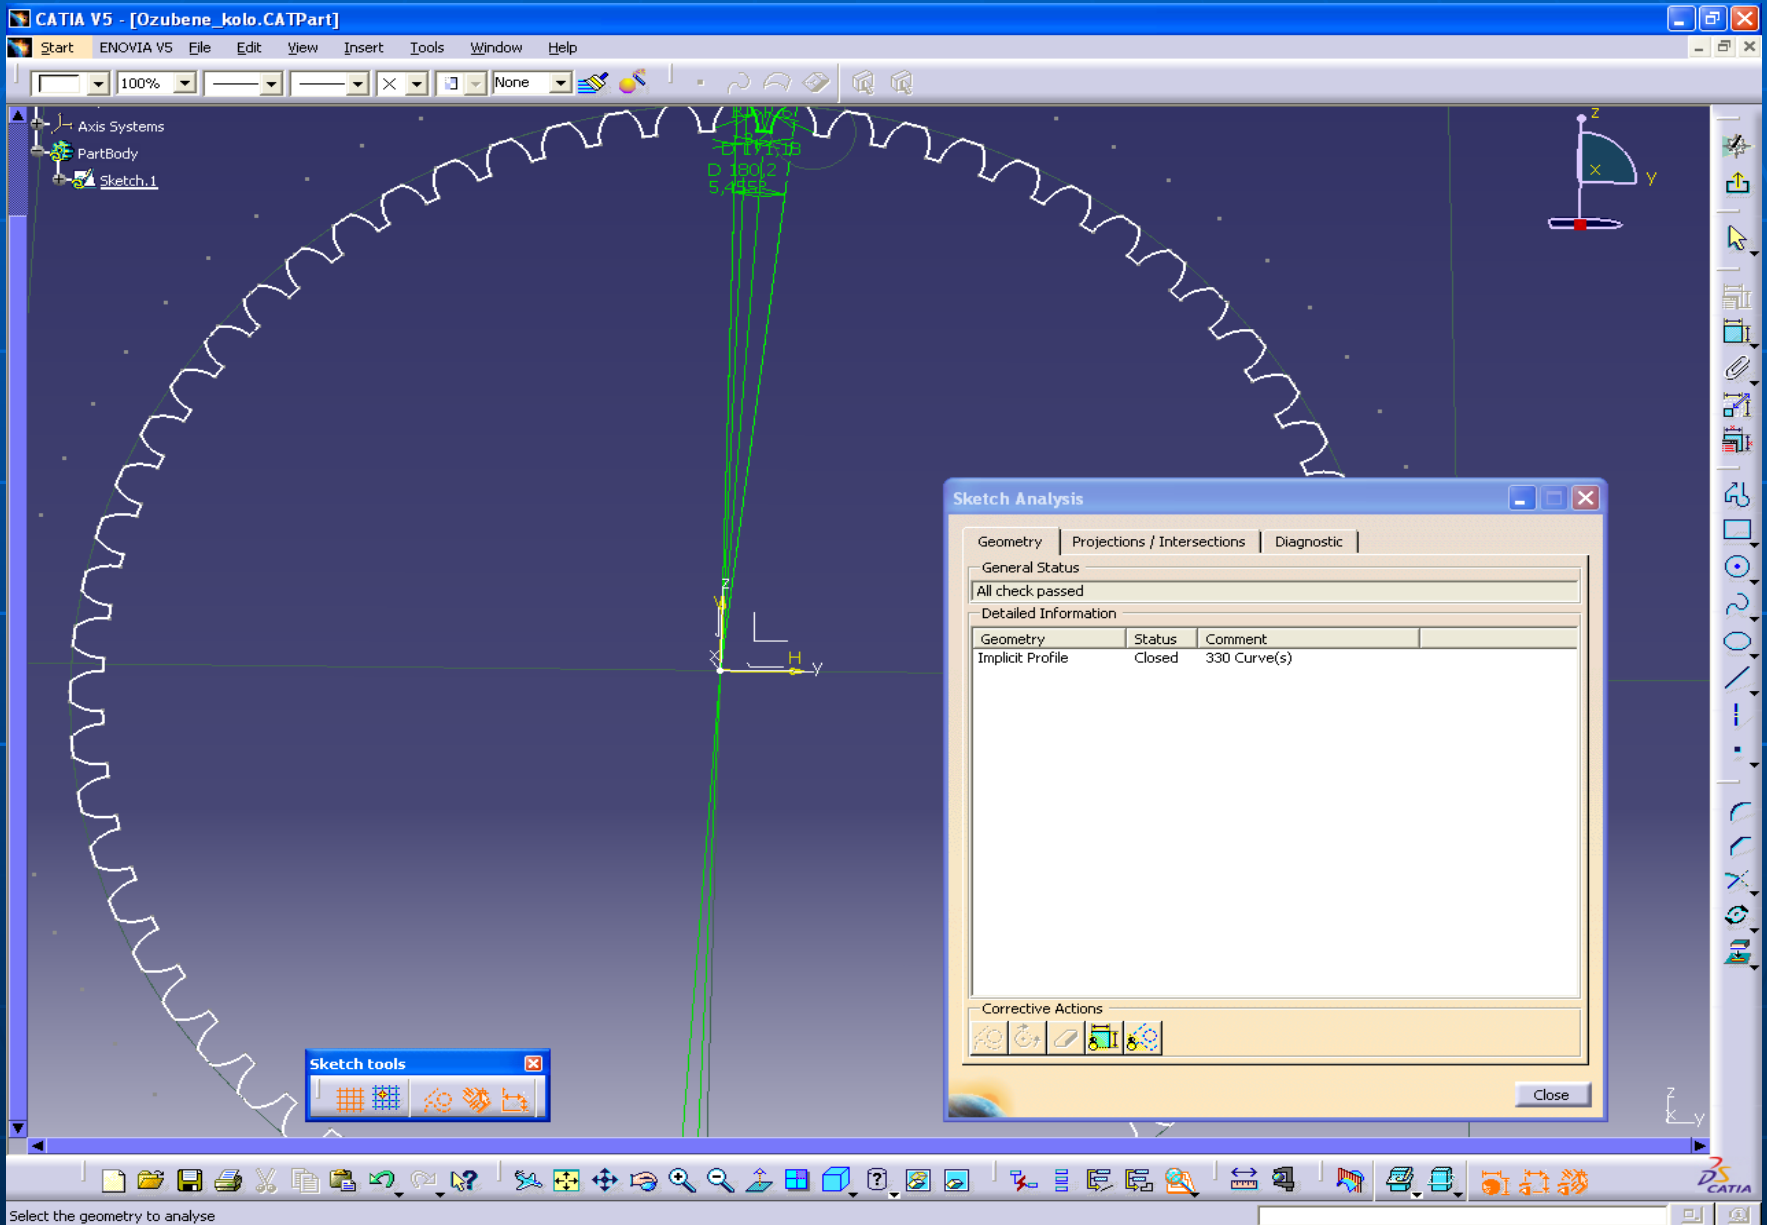 CATIA V5 - [Ozubene_kolo.CATPart]
Start ENOVIA V5 File Edit View Insert Tools Window Help
100% None
Axis Systems
PartBody
Sketch.1
D 171,18
D 180,2
z
x
y
z
V
H
x
y
Sketch Analysis
Geometry Projections / Intersections Diagnostic
General Status
All check passed
Detailed Information
Geometry Status Comment
Implicit Profile Closed 330 Curve(s)
Corrective Actions
Close
Sketch tools
z
x
y
CATIA
Select the geometry to analyse